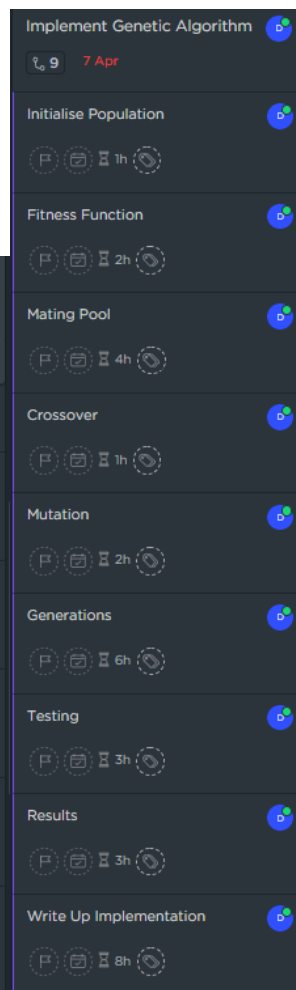 Implement Genetic Algorithm D
9 7 Apr
Initialise Population D
1h
Fitness Function D
2h
Mating Pool D
4h
Crossover D
1h
Mutation D
2h
Generations D
6h
Testing D
3h
Results D
3h
Write Up Implementation D
8h